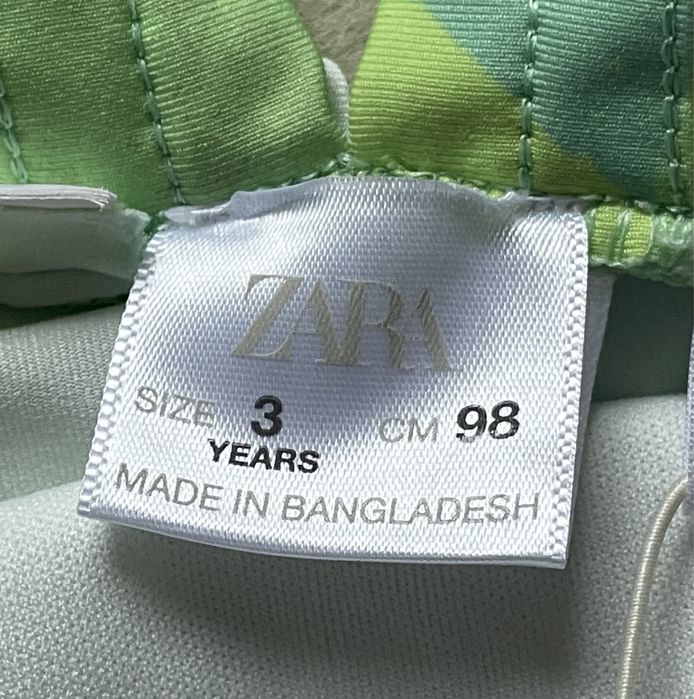 ZARA
SIZE 3 CM 98
YEARS
MADE IN BANGLADESH